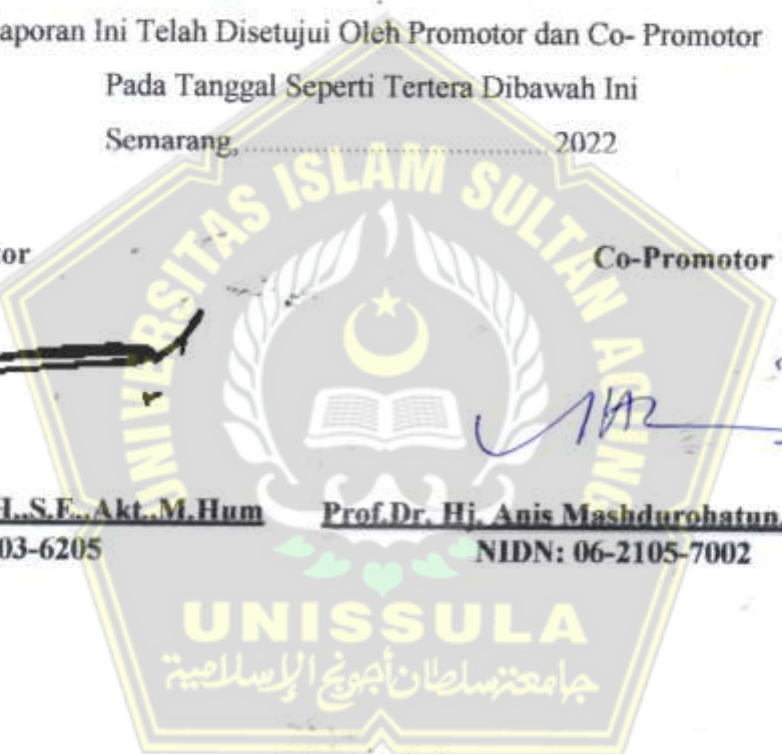 aporan Ini Telah Disetujui Oleh Promotor dan Co- Promotor
Pada Tanggal Seperti Tertera Dibawah Ini
Semarang, ........................................ 2022
tor Co-Promotor
UNIVERSITAS ISLAM SULTAN AGUNG
H.,S.E., Akt.,M.Hum Prof.Dr. Hj. Anis Mashdurohatun,
03-6205 NIDN: 06-2105-7002
UNISSULA
جامعة سلطان أجونج الإسلامية